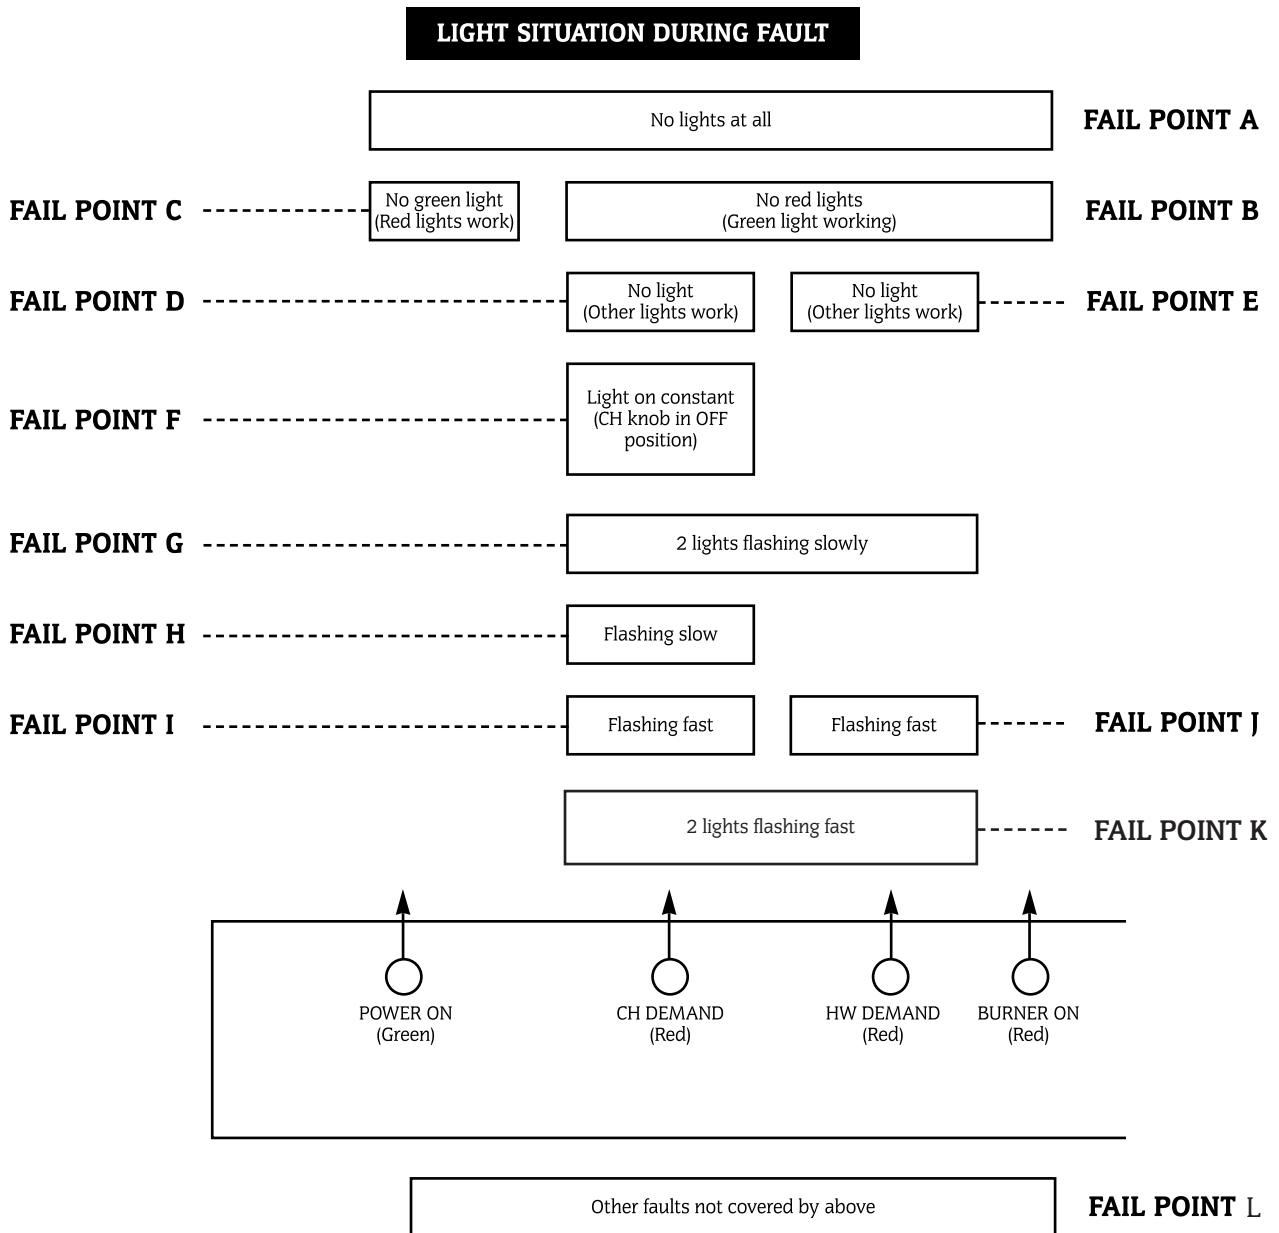 LIGHT SITUATION DURING FAULT
No lights at all
FAIL POINT A
FAIL POINT C
No green light
(Red lights work)
No red lights
(Green light working)
FAIL POINT B
FAIL POINT D
No light
(Other lights work)
No light
(Other lights work)
FAIL POINT E
FAIL POINT F
Light on constant
(CH knob in OFF
position)
FAIL POINT G
2 lights flashing slowly
FAIL POINT H
Flashing slow
FAIL POINT I
Flashing fast
Flashing fast
FAIL POINT J
2 lights flashing fast
FAIL POINT K
POWER ON
(Green)
CH DEMAND
(Red)
HW DEMAND
(Red)
BURNER ON
(Red)
Other faults not covered by above
FAIL POINT L